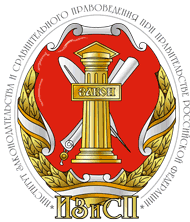 ИНСТИТУТ ЗАКОНОДАТЕЛЬСТВА И СРАВНИТЕЛЬНОГО ПРАВОВЕДЕНИЯ ПРИ ПРАВИТЕЛЬСТВЕ РОССИЙСКОЙ ФЕДЕРАЦИИ
ЗАКОН
ИЗиСП